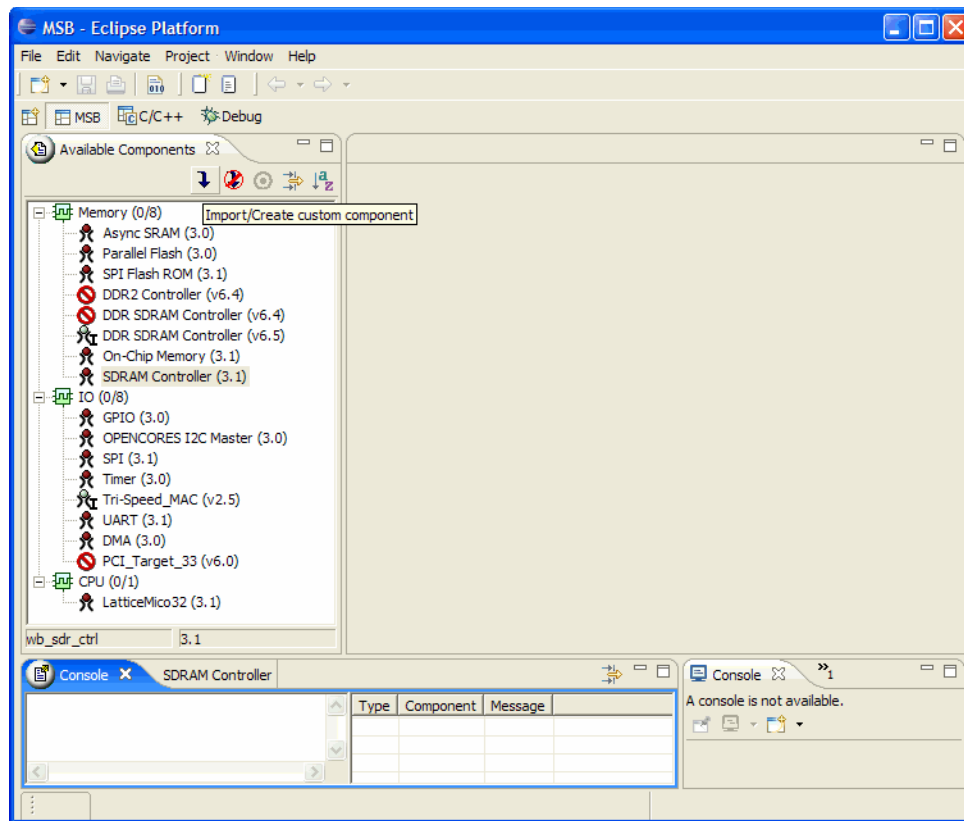 MSB - Eclipse Platform
File Edit Navigate Project Window Help
010
MSB C/C++ Debug
Available Components
a
z
Memory (0/8)
Import/Create custom component
Async SRAM (3.0)
Parallel Flash (3.0)
SPI Flash ROM (3.1)
DDR2 Controller (v6.4)
DDR SDRAM Controller (v6.4)
DDR SDRAM Controller (v6.5)
On-Chip Memory (3.1)
SDRAM Controller (3.1)
IO (0/8)
GPIO (3.0)
OPENCORES I2C Master (3.0)
SPI (3.1)
Timer (3.0)
Tri-Speed_MAC (v2.5)
UART (3.1)
DMA (3.0)
PCI_Target_33 (v6.0)
CPU (0/1)
LatticeMico32 (3.1)
wb_sdr_ctrl 3.1
Console SDRAM Controller
Type Component Message
Console »1
A console is not available.